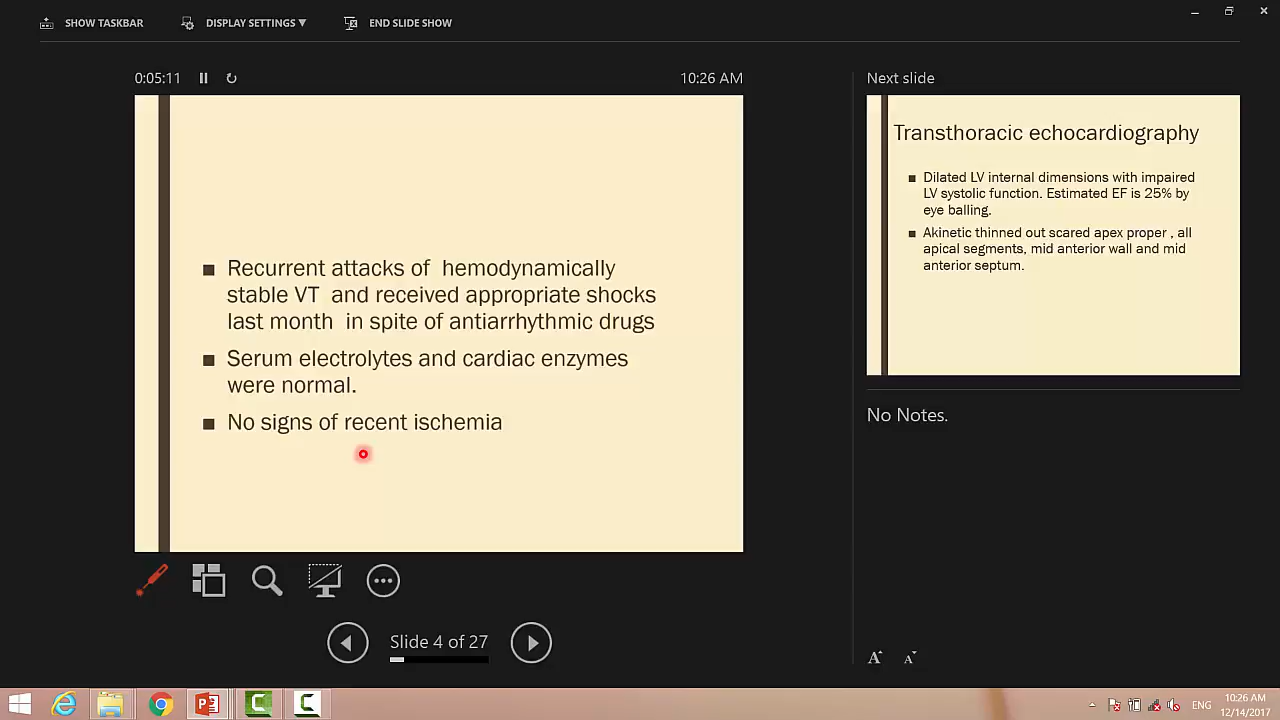 SHOW TASKBAR
DISPLAY SETTINGS ▼
END SLIDE SHOW
0:05:11
10:26 AM
Recurrent attacks of hemodynamically
stable VT and received appropriate shocks
last month in spite of antiarrhythmic drugs
Serum electrolytes and cardiac enzymes
were normal.
No signs of recent ischemia
Slide 4 of 27
Next slide
Transthoracic echocardiography
Dilated LV internal dimensions with impaired
LV systolic function. Estimated EF is 25% by
eye balling.
Akinetic thinned out scared apex proper , all
apical segments, mid anterior wall and mid
anterior septum.
No Notes.
A A
ENG
10:26 AM
12/14/2017